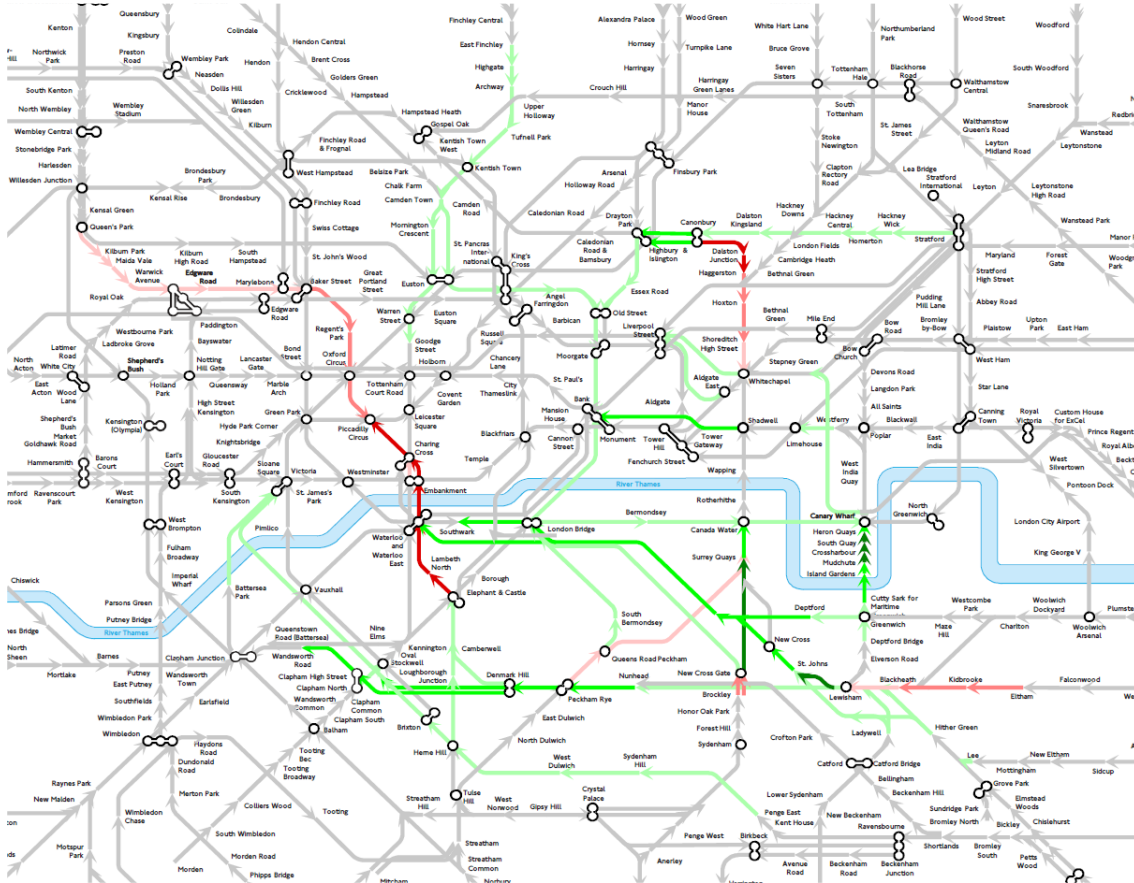 Queensbury
Kingsbury
Colindale
Finchley Central
Alexandra Palace
Wood Green
White Hart Lane
Northumberland
Park
Wood Street
Woodford
Kenton
Northwick
Park
Preston
Road
Wembley Park
Neasden
Dollis Hill
Willesden
Green
Kilburn
Hendon
Hendon Central
Brent Cross
Golders Green
Hampstead
Cricklewood
East Finchley
Highgate
Archway
Hornsey
Harringay
Turnpike Lane
Harringay
Green Lanes
Manor
House
Bruce Grove
Seven
Sisters
Tottenham
Hale
Blackhorse
Road
Walthamstow
Central
South Woodford
South Kenton
North Wembley
Wembley Central
Wembley
Stadium
Stonebridge Park
Harlesden
Willesden Junction
Crouch Hill
Upper
Holloway
Hampstead Heath
Gospel Oak
Kentish Town
West
Tufnell Park
Kentish Town
South
Tottenham
St. James
Street
Walthamstow
Queen's Road
Leyton
Midland Road
Snaresbrook
Wanstead
Leytonstone
Stoke
Newington
Clapton
Rectory
Road
Lea Bridge
Stratford
International
Leyton
Leytonstone
High Road
Finchley Road
& Frognal
West Hampstead
Finchley Road
Belsize Park
Chalk Farm
Camden Town
Camden
Road
Arsenal
Holloway Road
Finsbury Park
Caledonian Road
Drayton
Park
Canonbury
Dalston
Kingsland
Hackney
Downs
Hackney
Central
Hackney
Wick
Homerton
Stratford
Wanstead Park
Brondesbury
Park
Kensal Rise
Brondesbury
Kensal Green
Queen's Park
Kilburn Park
Maida Vale
Warwick
Avenue
Kilburn
High Road
South
Hampstead
Swiss Cottage
St. John's Wood
Mornington
Crescent
St. Pancras
Inter-
national
King's
Cross
Caledonian
Road &
Barnsbury
Highbury &
Islington
Dalston
Junction
Haggerston
London Fields
Cambridge Heath
Bethnal Green
Maryland
Forest
Gate
Stratford
High Street
Royal Oak
Edgware
Road
Marylebone
Baker Street
Great
Portland
Street
Euston
Angel
Farringdon
Barbican
Essex Road
Old Street
Hoxton
Bethnal
Green
Mile End
Pudding
Mill Lane
Bow
Road
Bromley
by-Bow
Abbey Road
Plaistow
Upton
Park
East Ham
Paddington
Edgware
Road
Regent's
Park
Warren
Street
Euston
Square
Russell
Square
Liverpool
Street
Moorgate
Shoreditch
High Street
Stepney Green
Bow
Church
West Ham
Latimer
Road
Westbourne Park
Ladbroke Grove
Bayswater
Bond
Street
Oxford
Circus
Goodge
Street
Chancery
Lane
Holborn
North
Acton
White City
East
Acton
Wood
Lane
Shepherd's
Bush
Holland
Park
Notting
Hill Gate
Queensway
Lancaster
Gate
Marble
Arch
Tottenham
Court Road
Covent
Garden
City
Thameslink
St. Paul's
Aldgate
East
Whitechapel
Devons Road
Langdon Park
All Saints
Star Lane
Shepherd's
Bush
Market
Goldhawk Road
Kensington
(Olympia)
High Street
Kensington
Hyde Park Corner
Knightsbridge
Green Park
Piccadilly
Circus
Leicester
Square
Mansion
House
Bank
Monument
Aldgate
Shadwell
Limehouse
Westferry
Poplar
Blackwall
East
India
Canning
Town
Royal
Victoria
Custom House
for ExCel
Prince Regent
Hammersmith
Barons
Court
Earl's
Court
Gloucester
Road
Sloane
Square
Victoria
Westminster
Charing
Cross
Temple
Blackfriars
Cannon
Street
Tower
Hill
Tower
Gateway
Fenchurch Street
Wapping
West
India
Quay
West
Silvertown
Pontoon Dock
Ravenscourt
Park
West
Kensington
South
Kensington
St. James's
Park
Embankment
River Thames
Rotherhithe
Canary Wharf
North
Greenwich
London City Airport
West
Brompton
Pimlico
Waterloo
and
Waterloo
East
Southwark
London Bridge
Bermondsey
Canada Water
Heron Quays
South Quay
Crossharbour
Mudchute
Island Gardens
King George V
Fulham
Broadway
Imperial
Wharf
Battersea
Park
Vauxhall
Lambeth
North
Borough
Elephant & Castle
Surrey Quays
Chiswick
Parsons Green
Putney Bridge
River Thames
Queenstown
Road (Battersea)
Nine
Elms
Kennington
Oval
Stockwell
Camberwell
South
Bermondsey
Deptford
Cutty Sark for
Maritime
Greenwich
Westcombe
Park
Maze
Hill
Charlton
Woolwich
Dockyard
Woolwich
Arsenal
North
Sheen
Barnes
Mortlake
Putney
East Putney
Southfields
Wimbledon Park
Wimbledon
Clapham Junction
Wandsworth
Town
Wandsworth
Road
Clapham High Street
Clapham North
Wandsworth
Common
Clapham
Common
Clapham South
Loughborough
Junction
Denmark Hill
Queens Road Peckham
Peckham Rye
Nunhead
New Cross
New Cross Gate
St. Johns
Deptford Bridge
Elverson Road
Lewisham
Blackheath
Kidbrooke
Eltham
Falconwood
Earlsfield
Balham
Brixton
Herne Hill
East Dulwich
North Dulwich
Brockley
Honor Oak Park
Forest Hill
Sydenham
Crofton Park
Ladywell
Hither Green
Catford
Catford Bridge
Bellingham
Beckenham Hill
Lee
Mottingham
New Eltham
Sidcup
Haydons
Road
Dundonald
Road
Merton Park
Tooting
Bec
Tooting
Broadway
Colliers Wood
Tooting
West
Dulwich
Sydenham
Hill
Lower Sydenham
Penge East
Kent House
New Beckenham
Grove Park
Elmstead
Woods
Chislehurst
Sundridge Park
Bromley North
Bickley
Raynes Park
New Malden
Motspur
Park
Wimbledon
Chase
South Wimbledon
Morden Road
Morden
Phipps Bridge
Streatham
Hill
Tulse
Hill
West
Norwood
Gipsy Hill
Crystal
Palace
Penge West
Anerley
Birkbeck
Avenue
Road
Beckenham
Road
Ravensbourne
Beckenham
Junction
Shortlands
Bromley
South
Petts
Wood
Streatham
Streatham
Common
Mitcham
Norbury